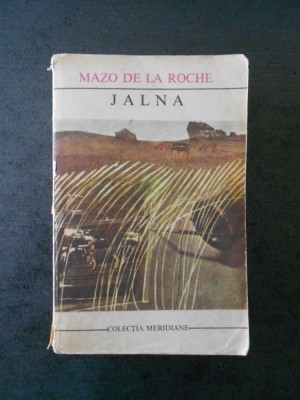 MAZO DE LA ROCHE
JALNA
COLECȚIA MERIDIANE